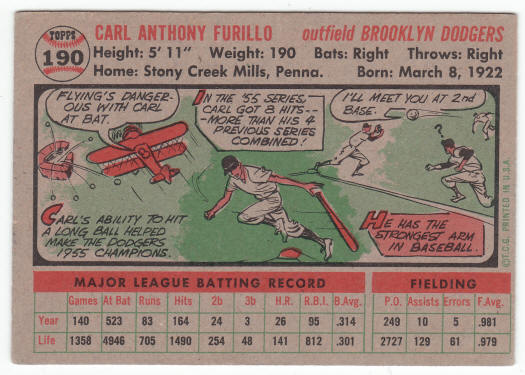 TOPPS
190
CARL ANTHONY FURILLO outfield BROOKLYN DODGERS
Height: 5' 11" Weight: 190 Bats: Right Throws: Right
Home: Stony Creek Mills, Penna. Born: March 8, 1922
FLYING'S DANGER-
OUS WITH CARL
AT BAT.
IN THE '55 SERIES,
CARL GOT 8 HITS---
---MORE THAN HIS 4
PREVIOUS SERIES
COMBINED!
I'LL MEET YOU AT 2nd
BASE.
?
CARL'S ABILITY TO HIT
A LONG BALL HELPED
MAKE THE DODGERS
1955 CHAMPIONS.
HE HAS THE
STRONGEST ARM
IN BASEBALL.
©T.C.G. PRINTED IN U.S.A.
MAJOR LEAGUE BATTING RECORD FIELDING
Games At Bat Runs Hits 2b 3b H.R. R.B.I. B.Avg. P.O. Assists Errors F.Avg.
Year 140 523 83 164 24 3 26 95 .314 249 10 5 .981
Life 1358 4946 705 1490 254 48 141 812 .301 2727 129 61 .979